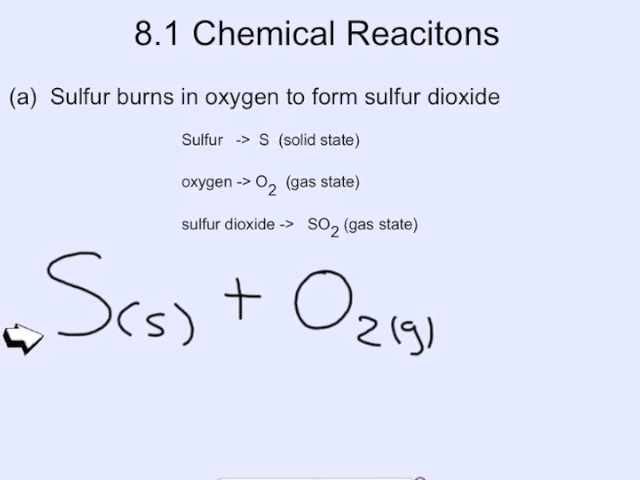 8.1 Chemical Reacitons
(a) Sulfur burns in oxygen to form sulfur dioxide
Sulfur -> S (solid state)
oxygen -> O₂ (gas state)
sulfur dioxide -> SO₂ (gas state)
S(s) + O₂(g)